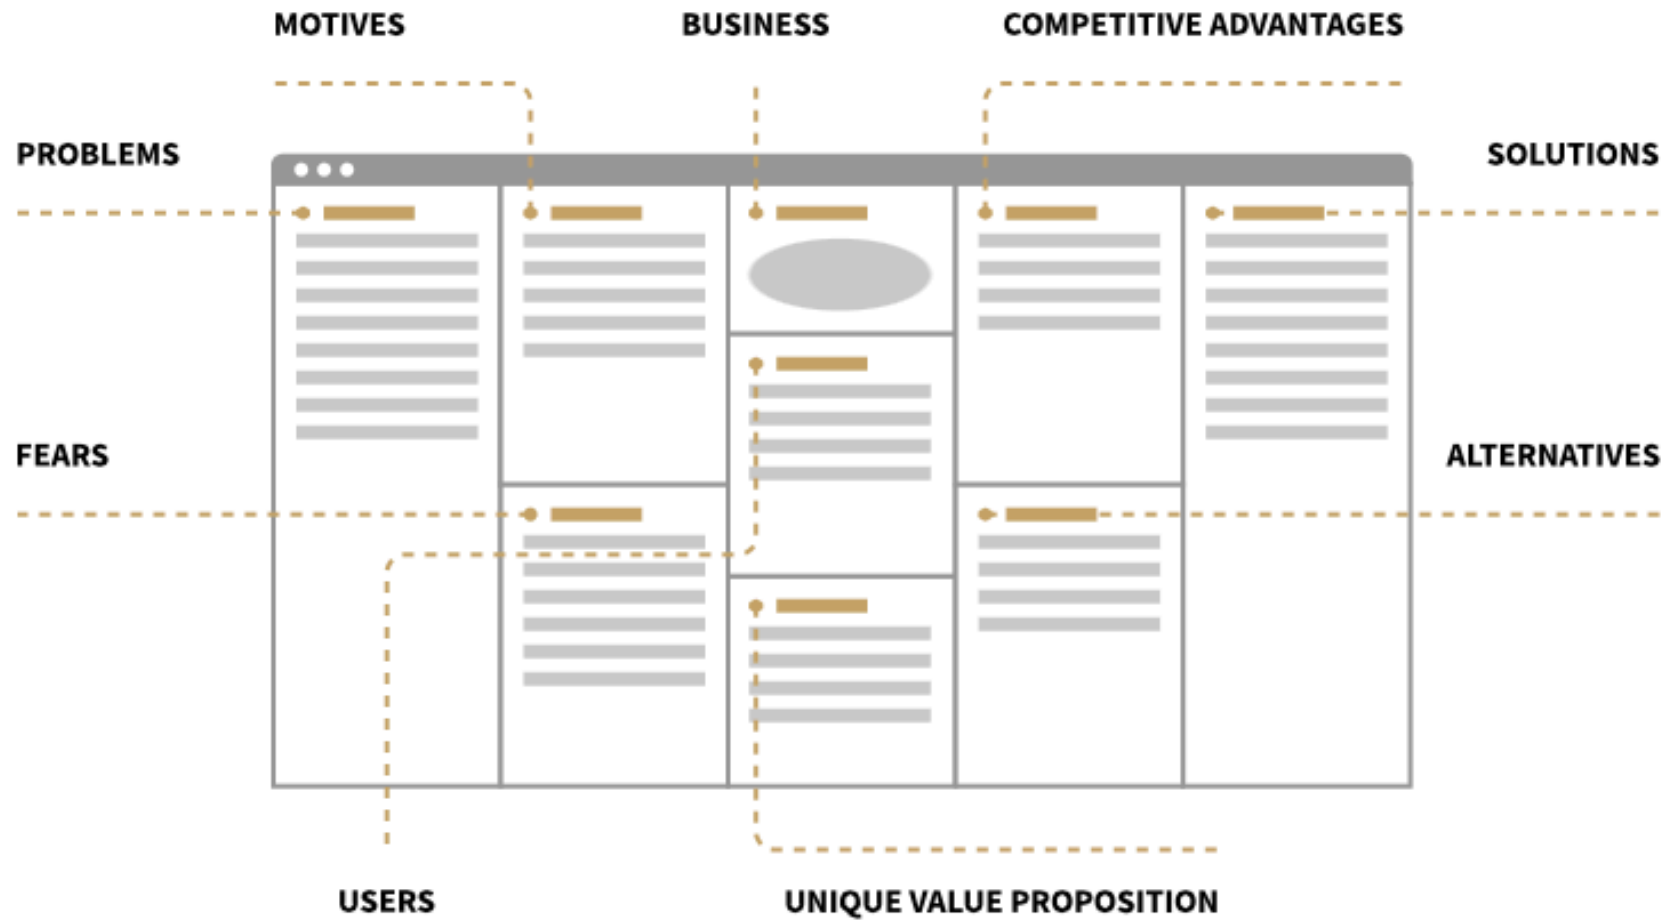 MOTIVES
BUSINESS
COMPETITIVE ADVANTAGES
PROBLEMS
SOLUTIONS
FEARS
ALTERNATIVES
USERS
UNIQUE VALUE PROPOSITION